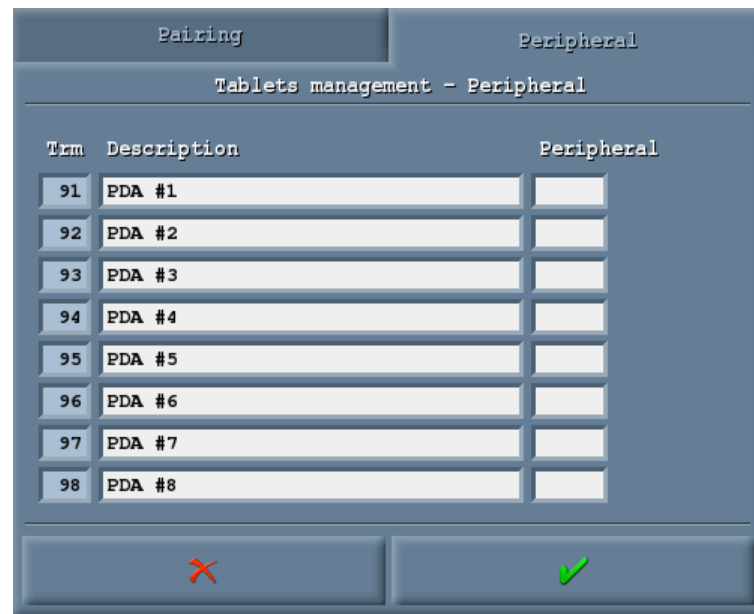 Pairing Peripheral
Tablets management - Peripheral
Trm Description Peripheral
91 PDA #1
92 PDA #2
93 PDA #3
94 PDA #4
95 PDA #5
96 PDA #6
97 PDA #7
98 PDA #8